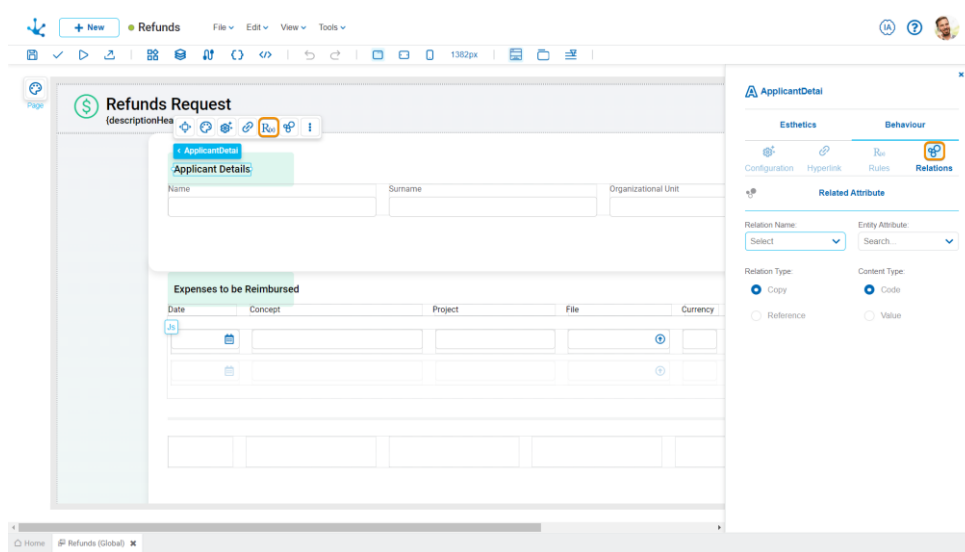 + New
Refunds
File
Edit
View
Tools
IA
?
1382px
Page
Refunds Request
(descriptionHea
R(x)
ApplicantDetai
Applicant Details
Name
Surname
Organizational Unit
Expenses to be Reimbursed
Date
Concept
Project
File
Currency
Js
ApplicantDetai
Esthetics
Behaviour
Configuration
Hyperlink
R(x)
Rules
Relations
Related Attribute
Relation Name:
Entity Attribute:
Select
Search...
Relation Type:
Content Type:
Copy
Code
Reference
Value
Home
Refunds (Global)